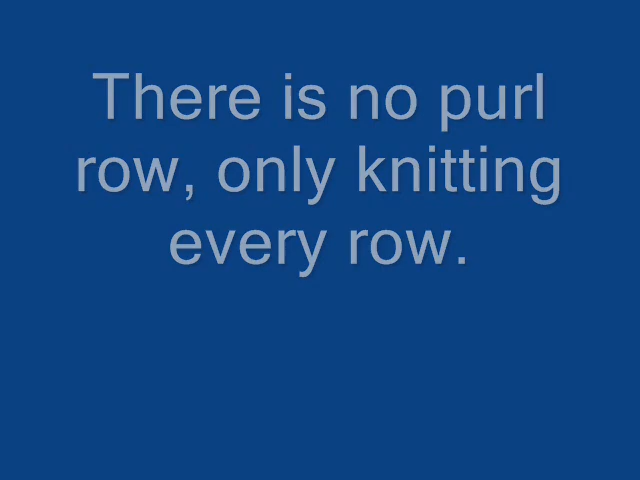 There is no purl
row, only knitting
every row.